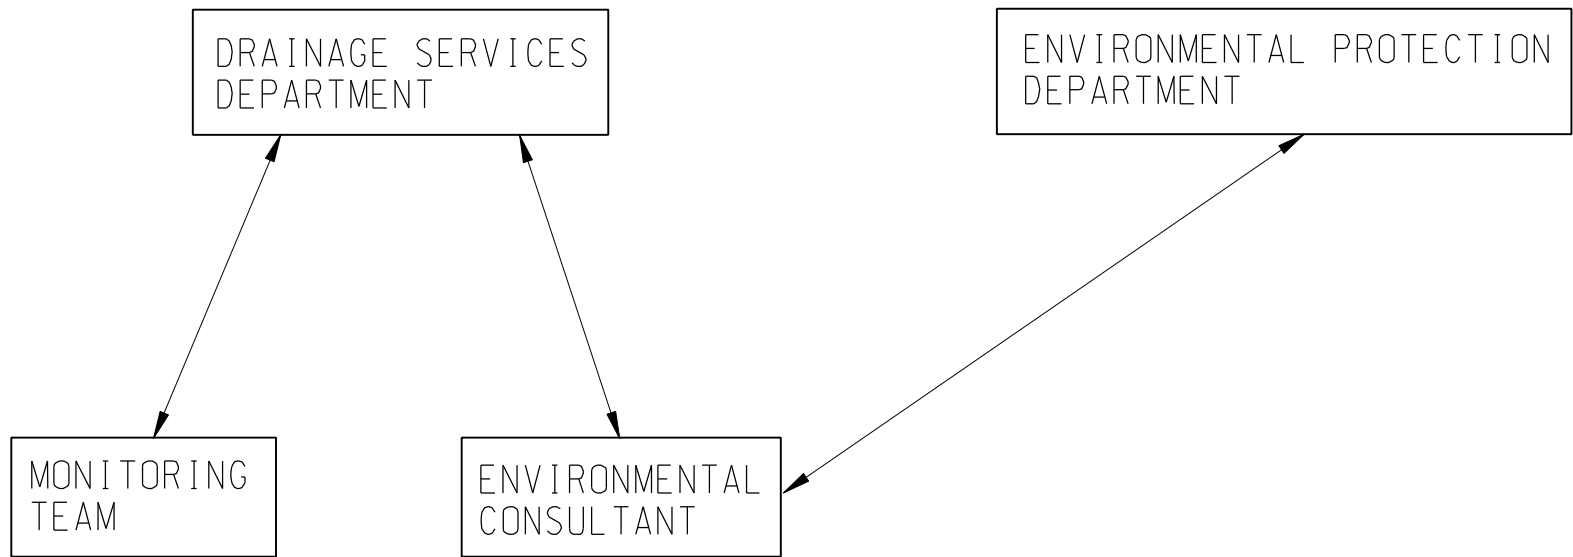 DRAINAGE SERVICES
DEPARTMENT
ENVIRONMENTAL PROTECTION
DEPARTMENT
MONITORING
TEAM
ENVIRONMENTAL
CONSULTANT